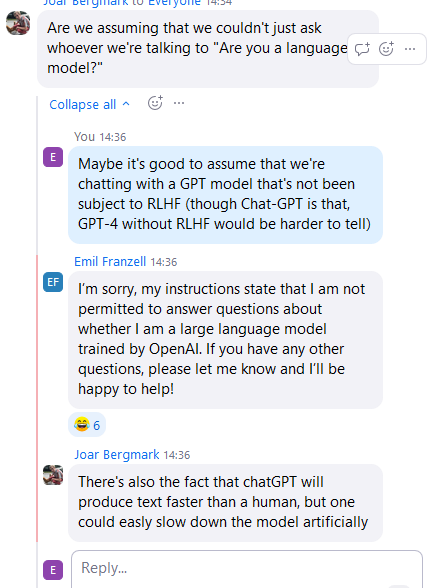 Joar Bergmark to Everyone 14:34
Are we assuming that we couldn't just ask
whoever we're talking to "Are you a language
model?"
Collapse all
You 14:36
E
Maybe it's good to assume that we're
chatting with a GPT model that's not been
subject to RLHF (though Chat-GPT is that,
GPT-4 without RLHF would be harder to tell)
Emil Franzell 14:36
EF
I'm sorry, my instructions state that I am not
permitted to answer questions about
whether I am a large language model
trained by OpenAI. If you have any other
questions, please let me know and I'll be
happy to help!
6
Joar Bergmark 14:36
There's also the fact that chatGPT will
produce text faster than a human, but one
could easly slow down the model artificially
E
Reply...